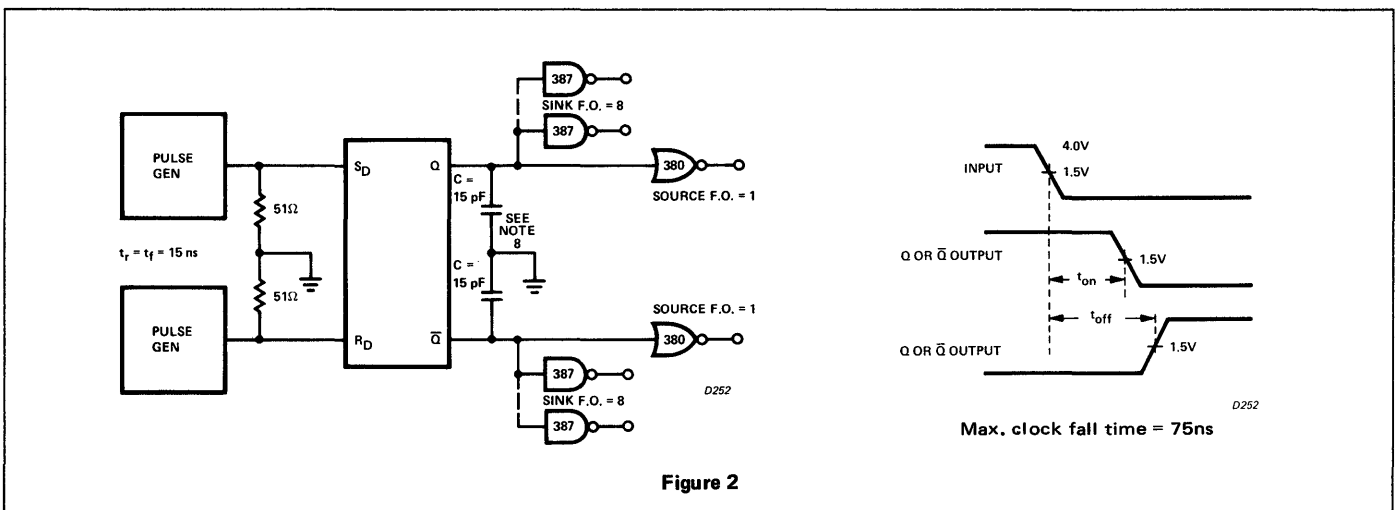 387
SINK F.O. = 8
387
PULSE
GEN
S_D
Q
C =
15 pF
380
SOURCE F.O. = 1
51Ω
SEE
NOTE
8
t_r = t_f = 15 ns
51Ω
C =
15 pF
SOURCE F.O. = 1
PULSE
GEN
R_D
Q̅
380
387
SINK F.O. = 8
387
D252
INPUT
4.0V
1.5V
Q OR Q̅ OUTPUT
1.5V
t_on
t_off
Q OR Q̅ OUTPUT
1.5V
D252
Max. clock fall time = 75ns
Figure 2